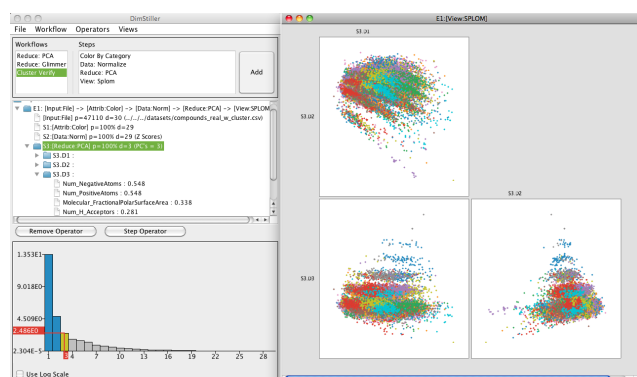 DimStiller
File Workflow Operators Views
Workflows
Steps
Reduce: PCA
Reduce: Glimmer
Cluster Verify
Color By Category
Data: Normalize
Reduce: PCA
View: Splom
Add
E1: [Input:File] -> [Attrib:Color] -> [Data:Norm] -> [Reduce:PCA] -> [View:SPLOM
[Input:File] p=47110 d=30 (../../../datasets/compounds_real_w_cluster.csv)
S1:[Attrib:Color] p=100% d=29
S2:[Data:Norm] p=100% d=29 (Z Scores)
S3:[Reduce:PCA] p=100% d=3 (PC's = 3)
S3.D1 :
S3.D2 :
S3.D3 :
Num_NegativeAtoms : 0.548
Num_PositiveAtoms : 0.548
Molecular_FractionalPolarSurfaceArea : 0.338
Num_H_Acceptors : 0.281
Remove Operator
Step Operator
1.353E1
9.018E0
4.509E0
2.486E0
2.304E-5
1 3 4 7 10 13 16 19 22 25 28
Use Log Scale
E1:[View:SPLOM]
S3.D1
S3.D2
S3.D2
S3.D3